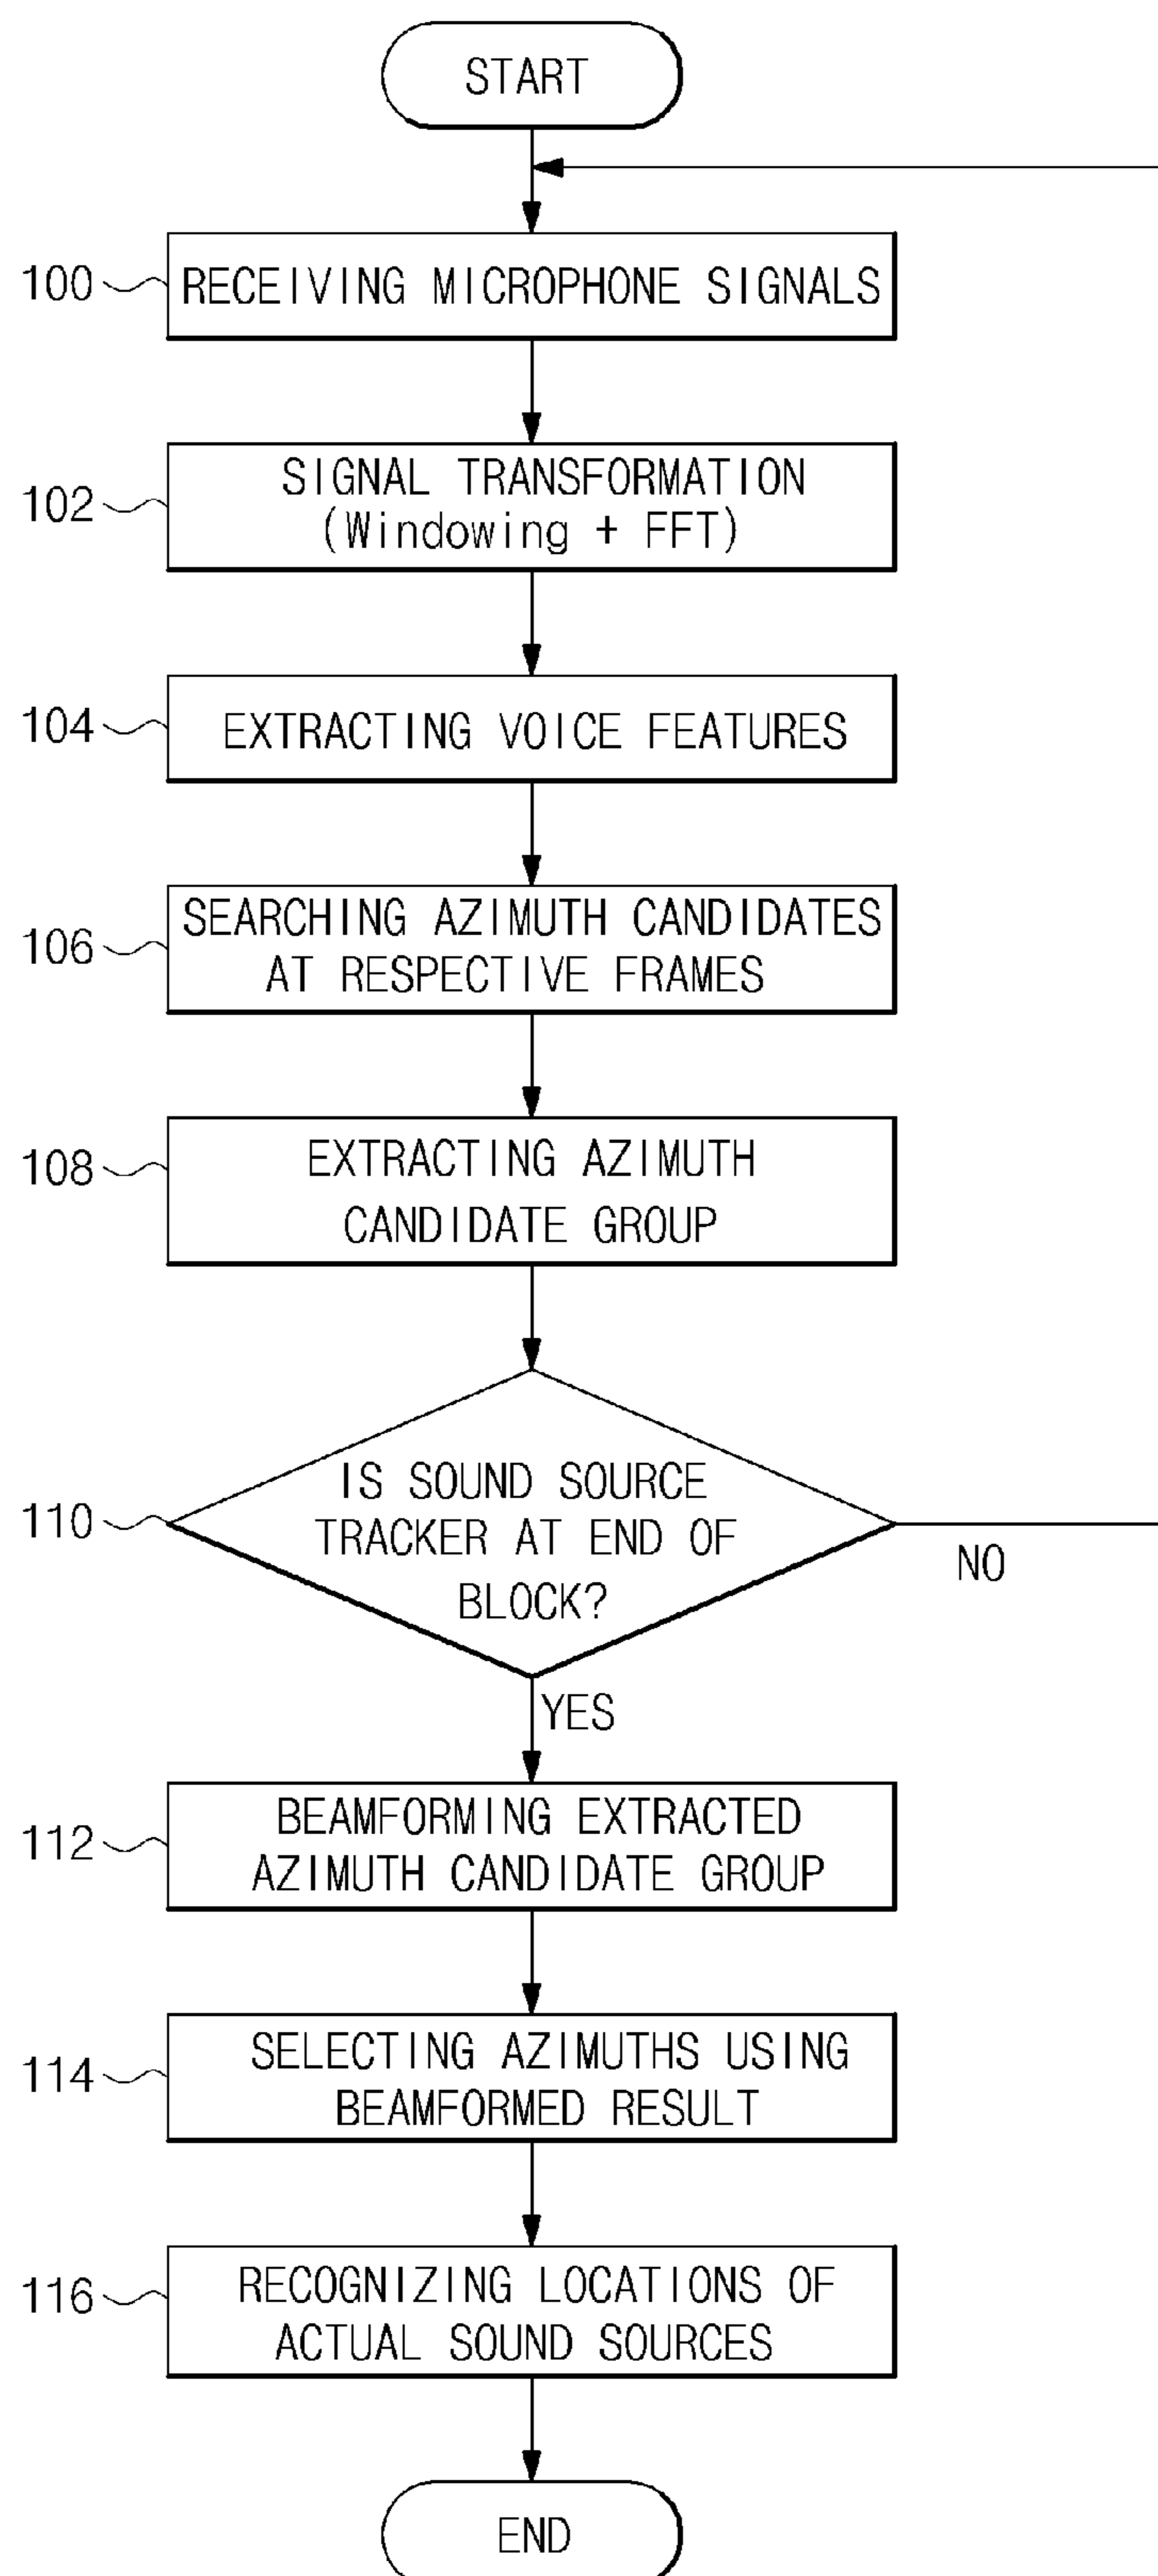 START
100
RECEIVING MICROPHONE SIGNALS
102
SIGNAL TRANSFORMATION
(Windowing + FFT)
104
EXTRACTING VOICE FEATURES
106
SEARCHING AZIMUTH CANDIDATES
AT RESPECTIVE FRAMES
108
EXTRACTING AZIMUTH
CANDIDATE GROUP
110
IS SOUND SOURCE
TRACKER AT END OF
BLOCK?
NO
YES
112
BEAMFORMING EXTRACTED
AZIMUTH CANDIDATE GROUP
114
SELECTING AZIMUTHS USING
BEAMFORMED RESULT
116
RECOGNIZING LOCATIONS OF
ACTUAL SOUND SOURCES
END